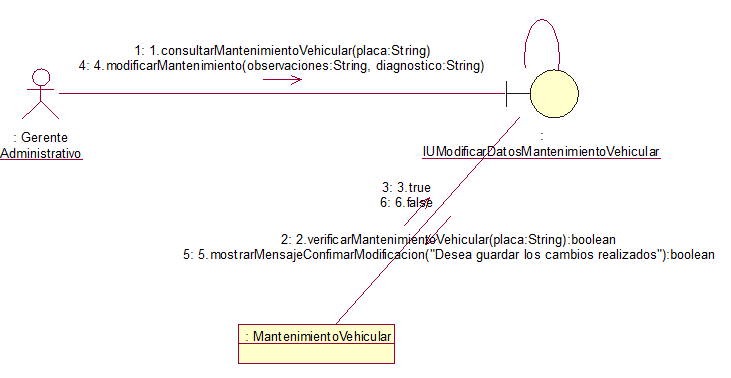 1: 1.consultarMantenimientoVehicular(placa:String)
4: 4.modificarMantenimiento(observaciones:String, diagnostico:String)
: Gerente
Administrativo
:
IUModificarDatosMantenimientoVehicular
3: 3.true
6: 6.false
2: 2.verificarMantenimientoVehicular(placa:String):boolean
5: 5.mostrarMensajeConfimarModificacion("Desea guardar los cambios realizados"):boolean
: MantenimientoVehicular